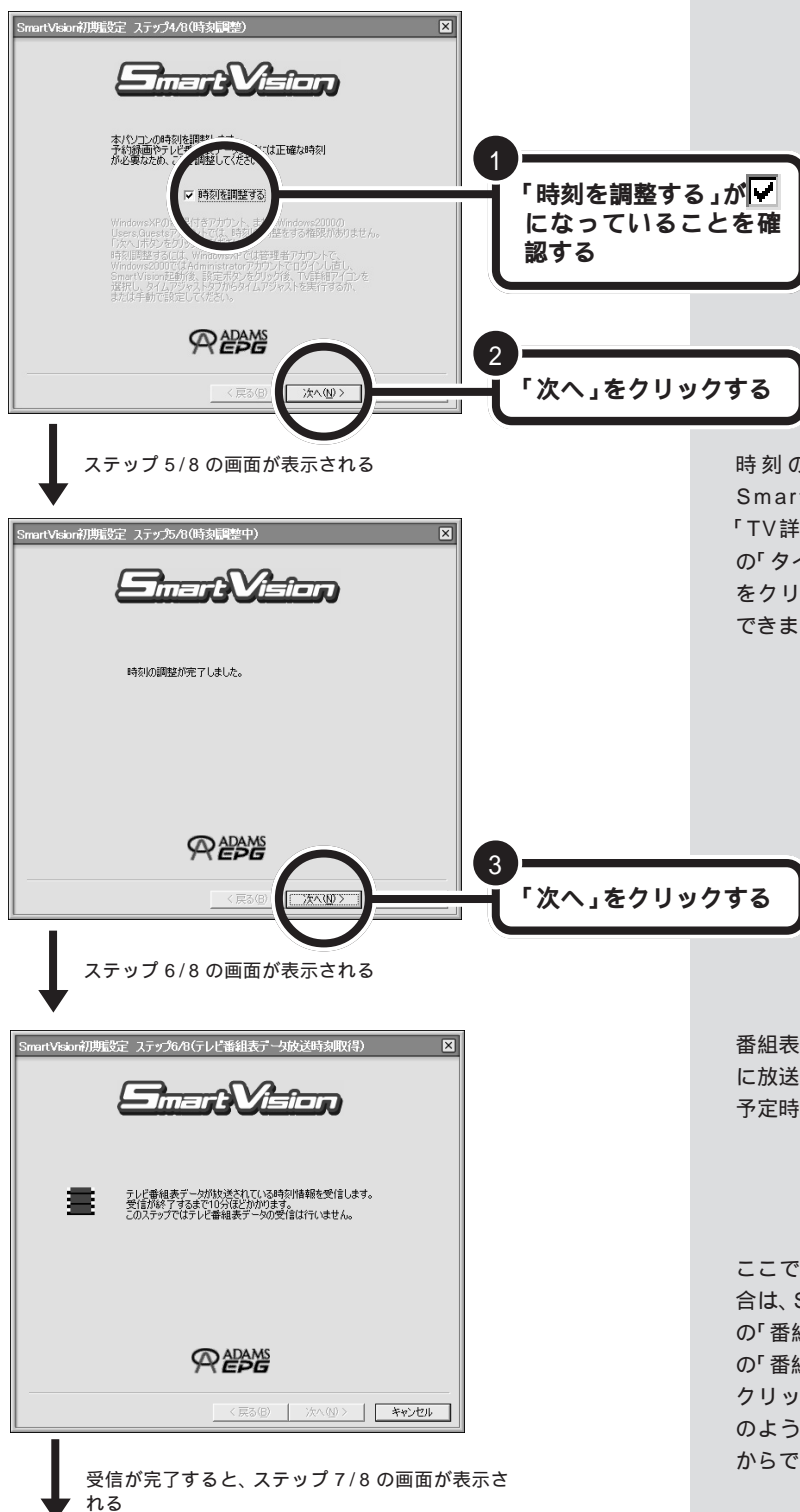 SmartVision初期設定 ステップ4/8(時刻調整)
SmartVision
本パソコンの時刻を調整します。
が必要なため、
調整してください
時刻を調整する
ADAMS
EPG
<戻る(B)
次へ(N)>
1
「時刻を調整する」が
になっていることを確
認する
2
「次へ」をクリックする
ステップ 5/8 の画面が表示される
時刻の
Smar
「TV詳
の「タイ
をクリ
できま
SmartVision初期設定 ステップ5/8(時刻調整中)
SmartVision
時刻の調整が完了しました。
ADAMS
EPG
<戻る(B)
次へ(N)>
3
「次へ」をクリックする
ステップ 6/8 の画面が表示される
番組表
に放送
予定時
SmartVision初期設定 ステップ6/8(テレビ番組表データ放送時刻取得)
SmartVision
テレビ番組表データが放送されている時刻情報を受信します。
受信が終了するまで10分ほどかかります。
このステップではテレビ番組表データの受信は行いません。
ADAMS
EPG
<戻る(B)
次へ(N)>
キャンセル
ここで
合は、S
の「番組
の「番組
クリッ
のよう
からで
受信が完了すると、ステップ 7/8 の画面が表示さ
れる